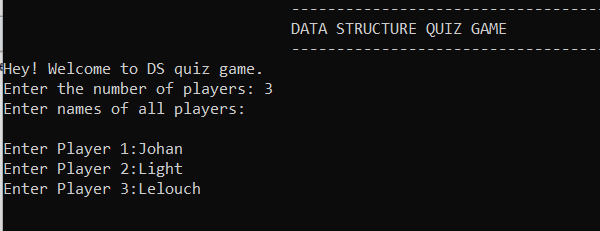 -----------------------------------
DATA STRUCTURE QUIZ GAME
-----------------------------------
Hey! Welcome to DS quiz game.
Enter the number of players: 3
Enter names of all players:
Enter Player 1:Johan
Enter Player 2:Light
Enter Player 3:Lelouch